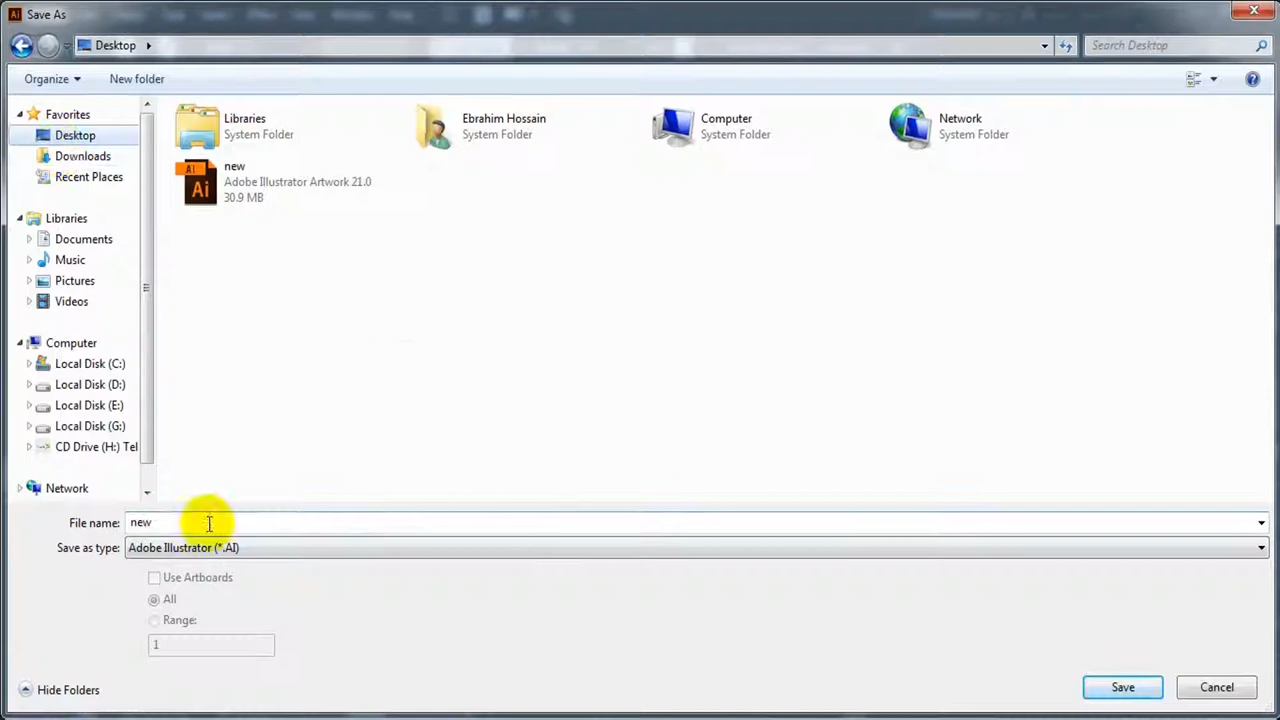 Ai Save As
Desktop
Search Desktop
Organize
New folder
Favorites
Desktop
Downloads
Recent Places
Libraries
Documents
Music
Pictures
Videos
Computer
Local Disk (C:)
Local Disk (D:)
Local Disk (E:)
Local Disk (G:)
CD Drive (H:) Tel
Network
Libraries
System Folder
Ebrahim Hossain
System Folder
Computer
System Folder
Network
System Folder
AI
Ai
new
Adobe Illustrator Artwork 21.0
30.9 MB
File name: new
Save as type: Adobe Illustrator (*.AI)
Use Artboards
All
Range:
1
Hide Folders
Save
Cancel